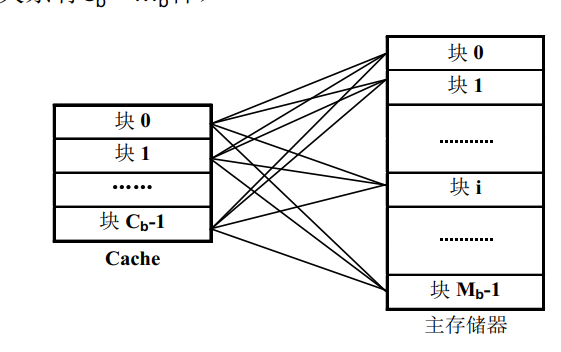 块 0
块 1
……
块 Cb-1
Cache
块 0
块 1
………..
块 i
………..
块 Mb-1
主存储器